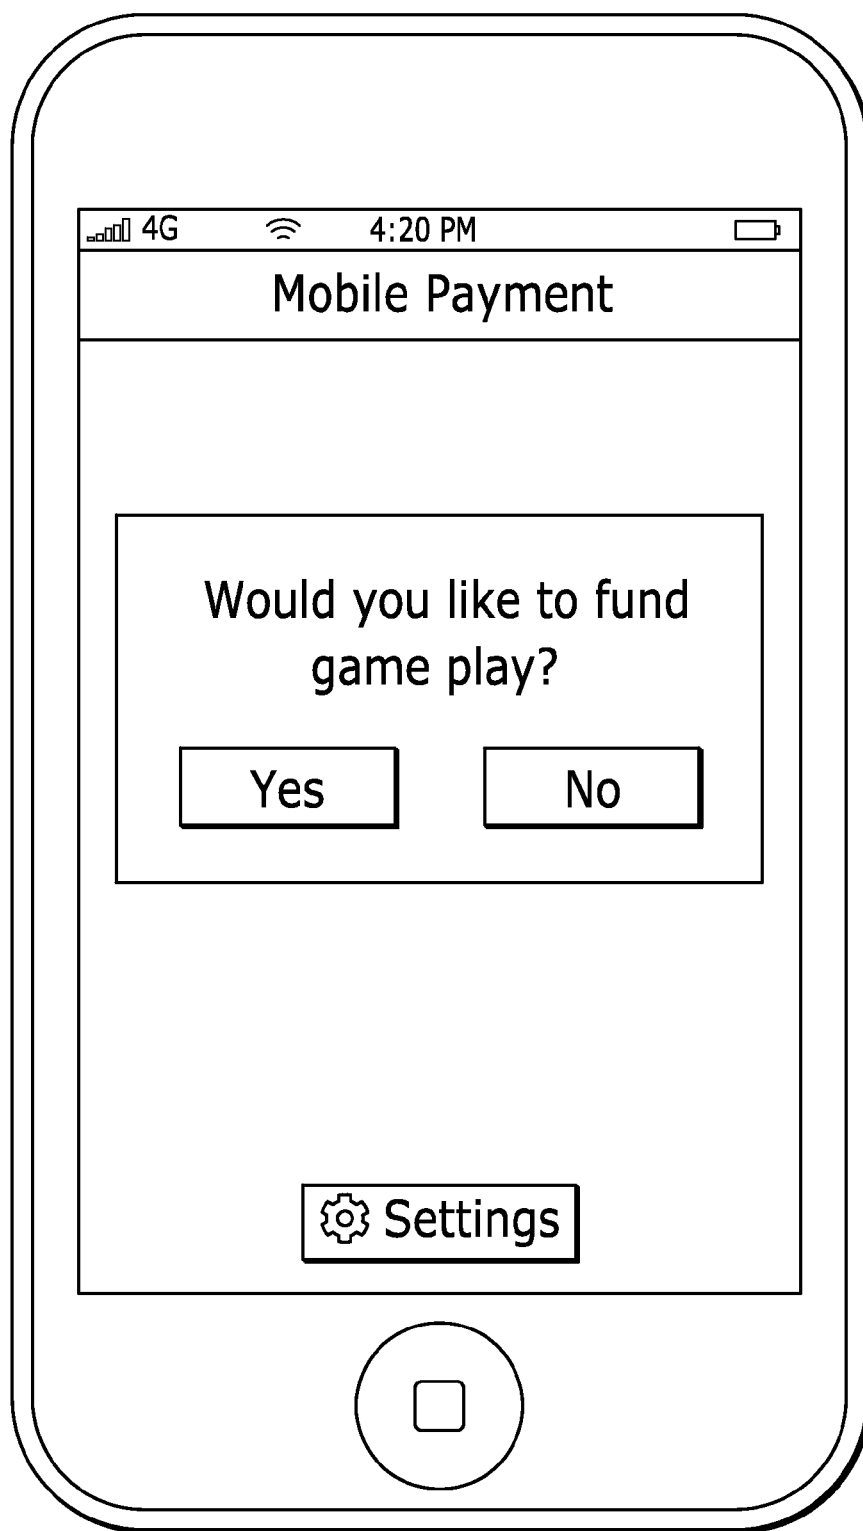 4G 4:20 PM
Mobile Payment
Would you like to fund
game play?
Yes No
Settings